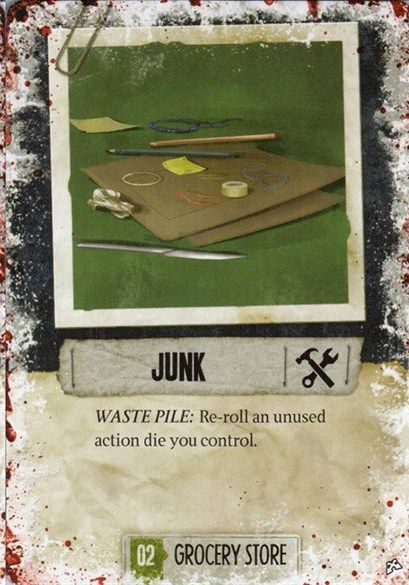 JUNK
WASTE PILE: Re-roll an unused
action die you control.
02 GROCERY STORE